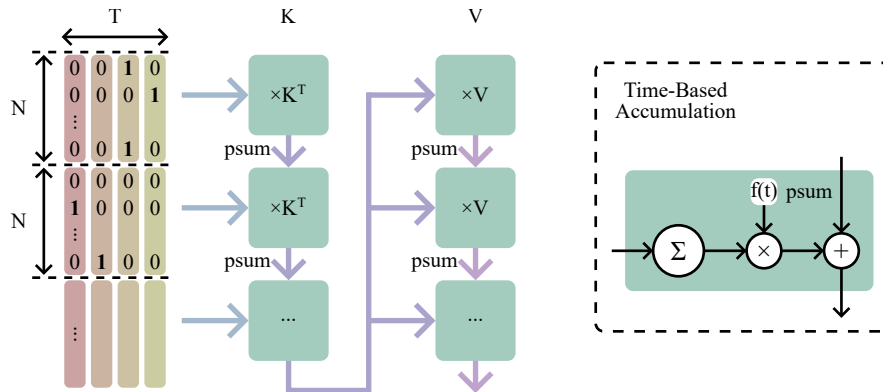 T K V
N
0 0 1 0
0 0 0 1
⋮
0 0 1 0
×Kᵀ ×V
psum psum
N
0 0 0 0
1 0 0 0
⋮
0 1 0 0
×Kᵀ ×V
psum psum
⋮ ... ...
Time-Based
Accumulation
f(t) psum
Σ × +